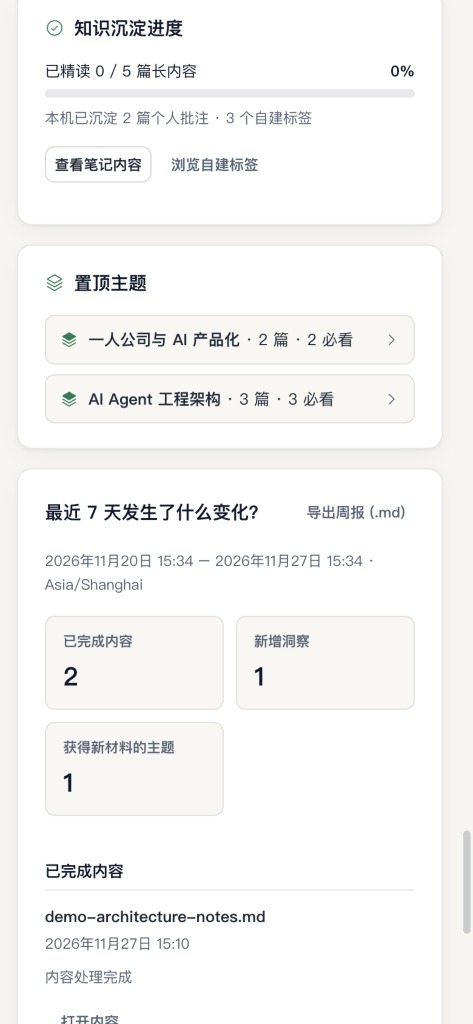 知识沉淀进度
已精读 0 / 5 篇长内容 0%
本机已沉淀 2 篇个人批注 · 3 个自建标签
查看笔记内容 浏览自建标签
置顶主题
一人公司与 AI 产品化 · 2 篇 · 2 必看
AI Agent 工程架构 · 3 篇 · 3 必看
最近 7 天发生了什么变化? 导出周报 (.md)
2026年11月20日 15:34 — 2026年11月27日 15:34 ·
Asia/Shanghai
已完成内容 新增洞察
2 1
获得新材料的主题
1
已完成内容
demo-architecture-notes.md
2026年11月27日 15:10
内容处理完成
打开内容